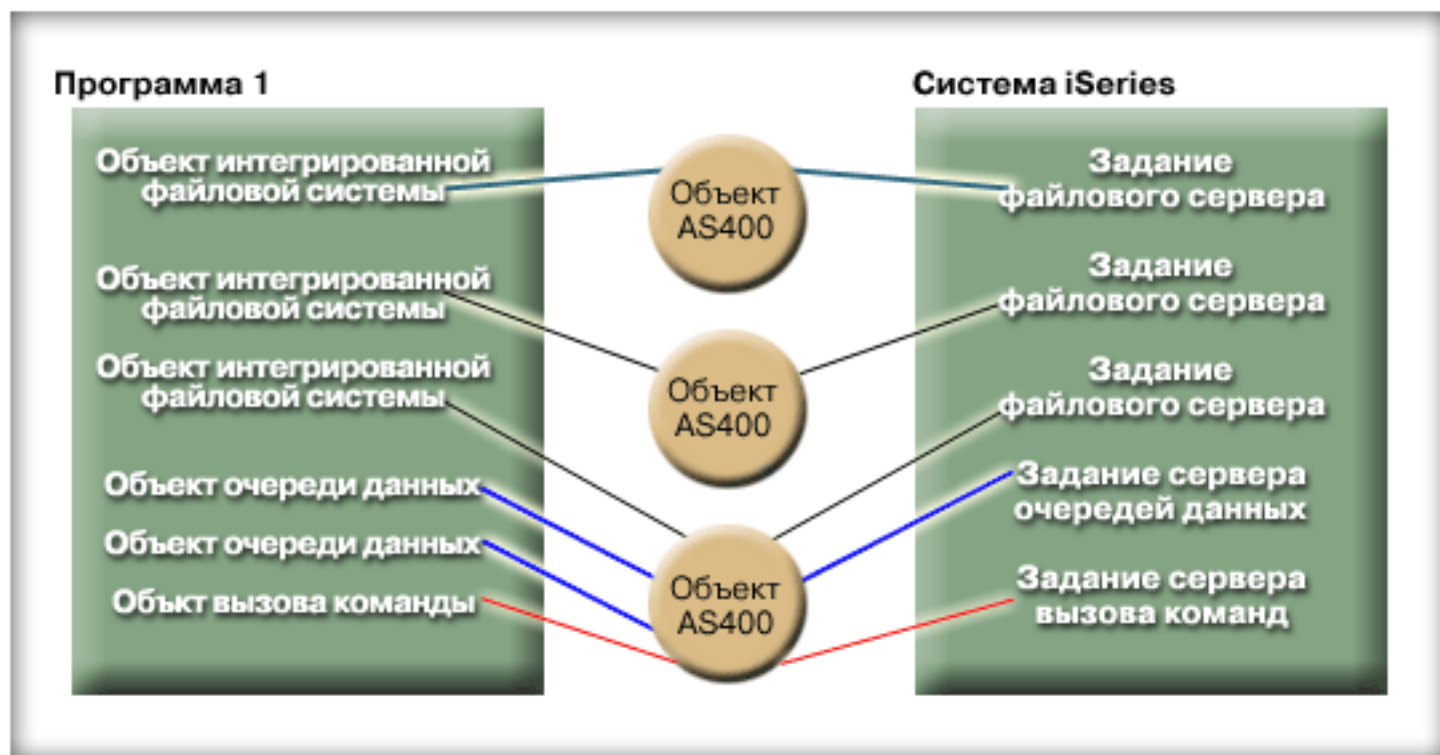 Программа 1
Объект интегрированной
файловой системы
Объект интегрированной
файловой системы
Объект интегрированной
файловой системы
Объект очереди данных
Объект очереди данных
Объкт вызова команды
Объект
AS400
Объект
AS400
Объект
AS400
Система iSeries
Задание
файлового сервера
Задание
файлового сервера
Задание
файлового сервера
Задание сервера
очередей данных
Задание сервера
вызова команд